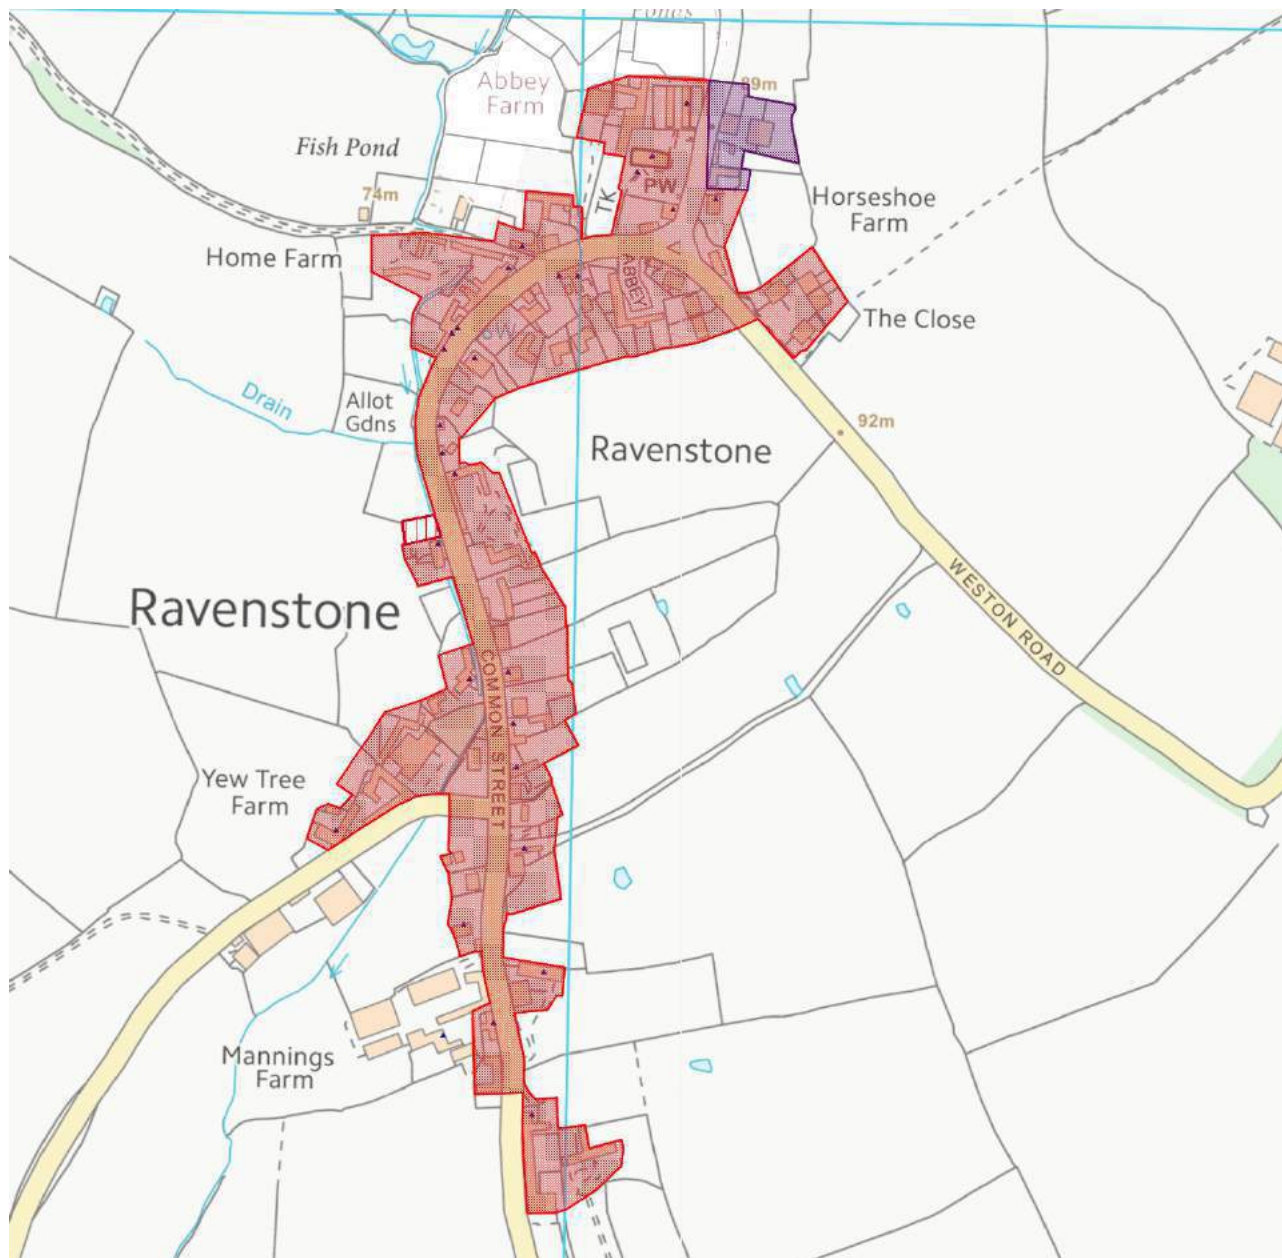 Ponds
Abbey
Farm
89m
Fish Pond
PW
TK
74m
Horseshoe
Farm
Home Farm
ABBEY
The Close
Allot
Gdns
Drain
92m
Ravenstone
WESTON ROAD
Ravenstone
COMMON STREET
Yew Tree
Farm
Mannings
Farm